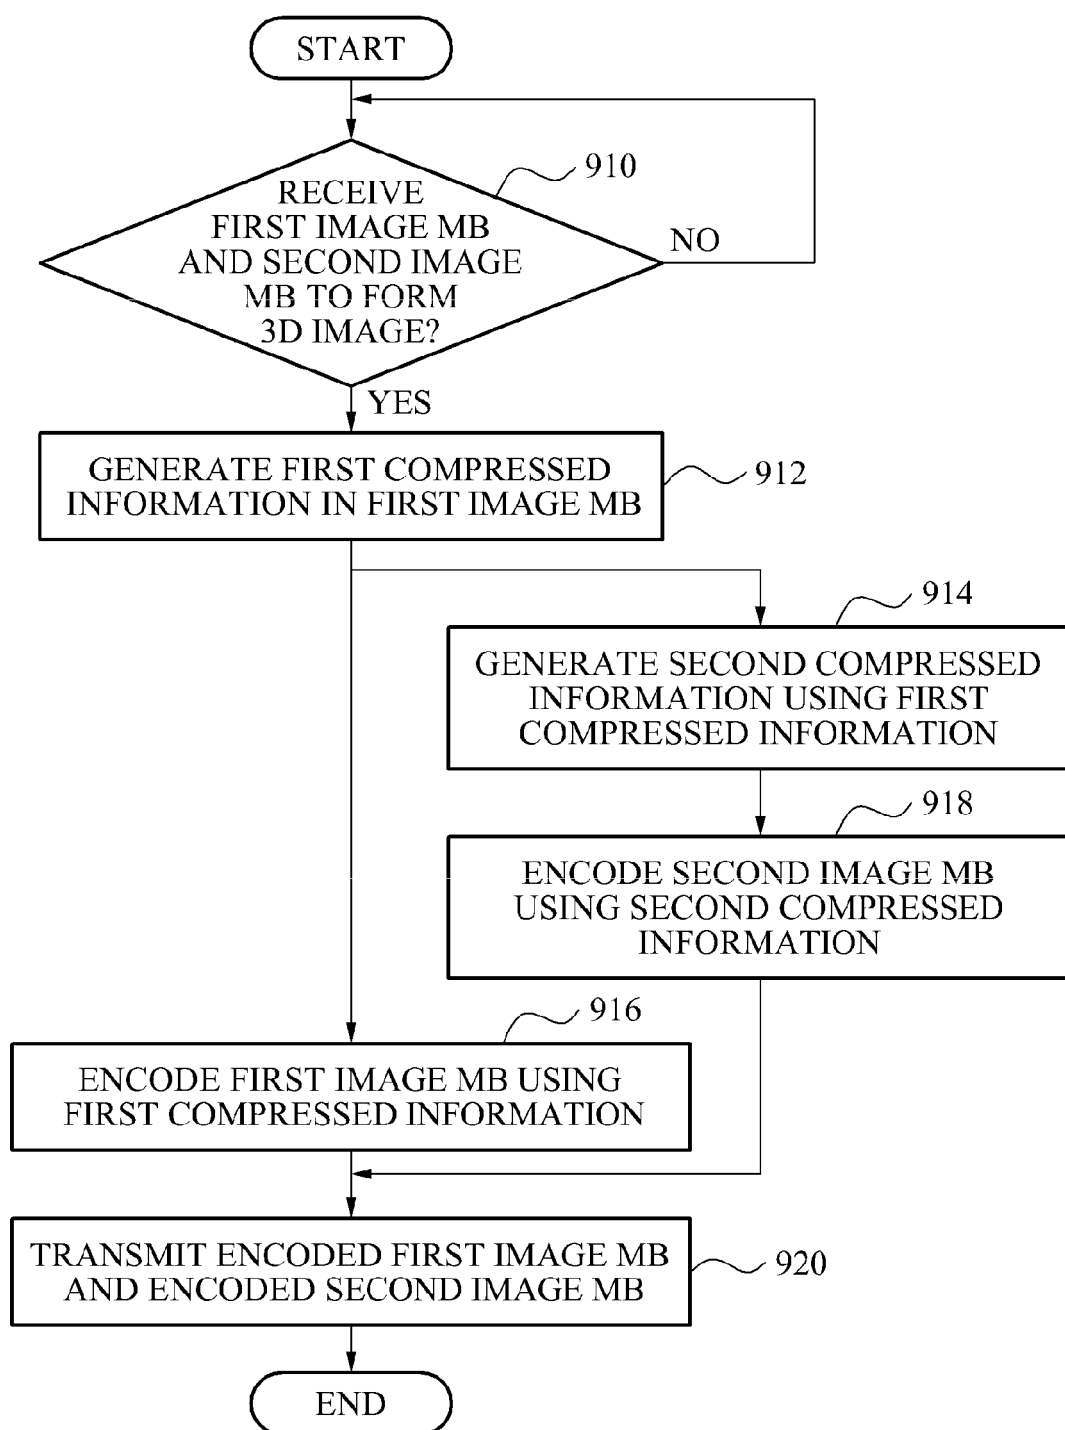 START
910
RECEIVE
FIRST IMAGE MB
AND SECOND IMAGE
MB TO FORM
3D IMAGE?
NO
YES
GENERATE FIRST COMPRESSED
INFORMATION IN FIRST IMAGE MB
912
914
GENERATE SECOND COMPRESSED
INFORMATION USING FIRST
COMPRESSED INFORMATION
918
ENCODE SECOND IMAGE MB
USING SECOND COMPRESSED
INFORMATION
916
ENCODE FIRST IMAGE MB USING
FIRST COMPRESSED INFORMATION
TRANSMIT ENCODED FIRST IMAGE MB
AND ENCODED SECOND IMAGE MB
920
END